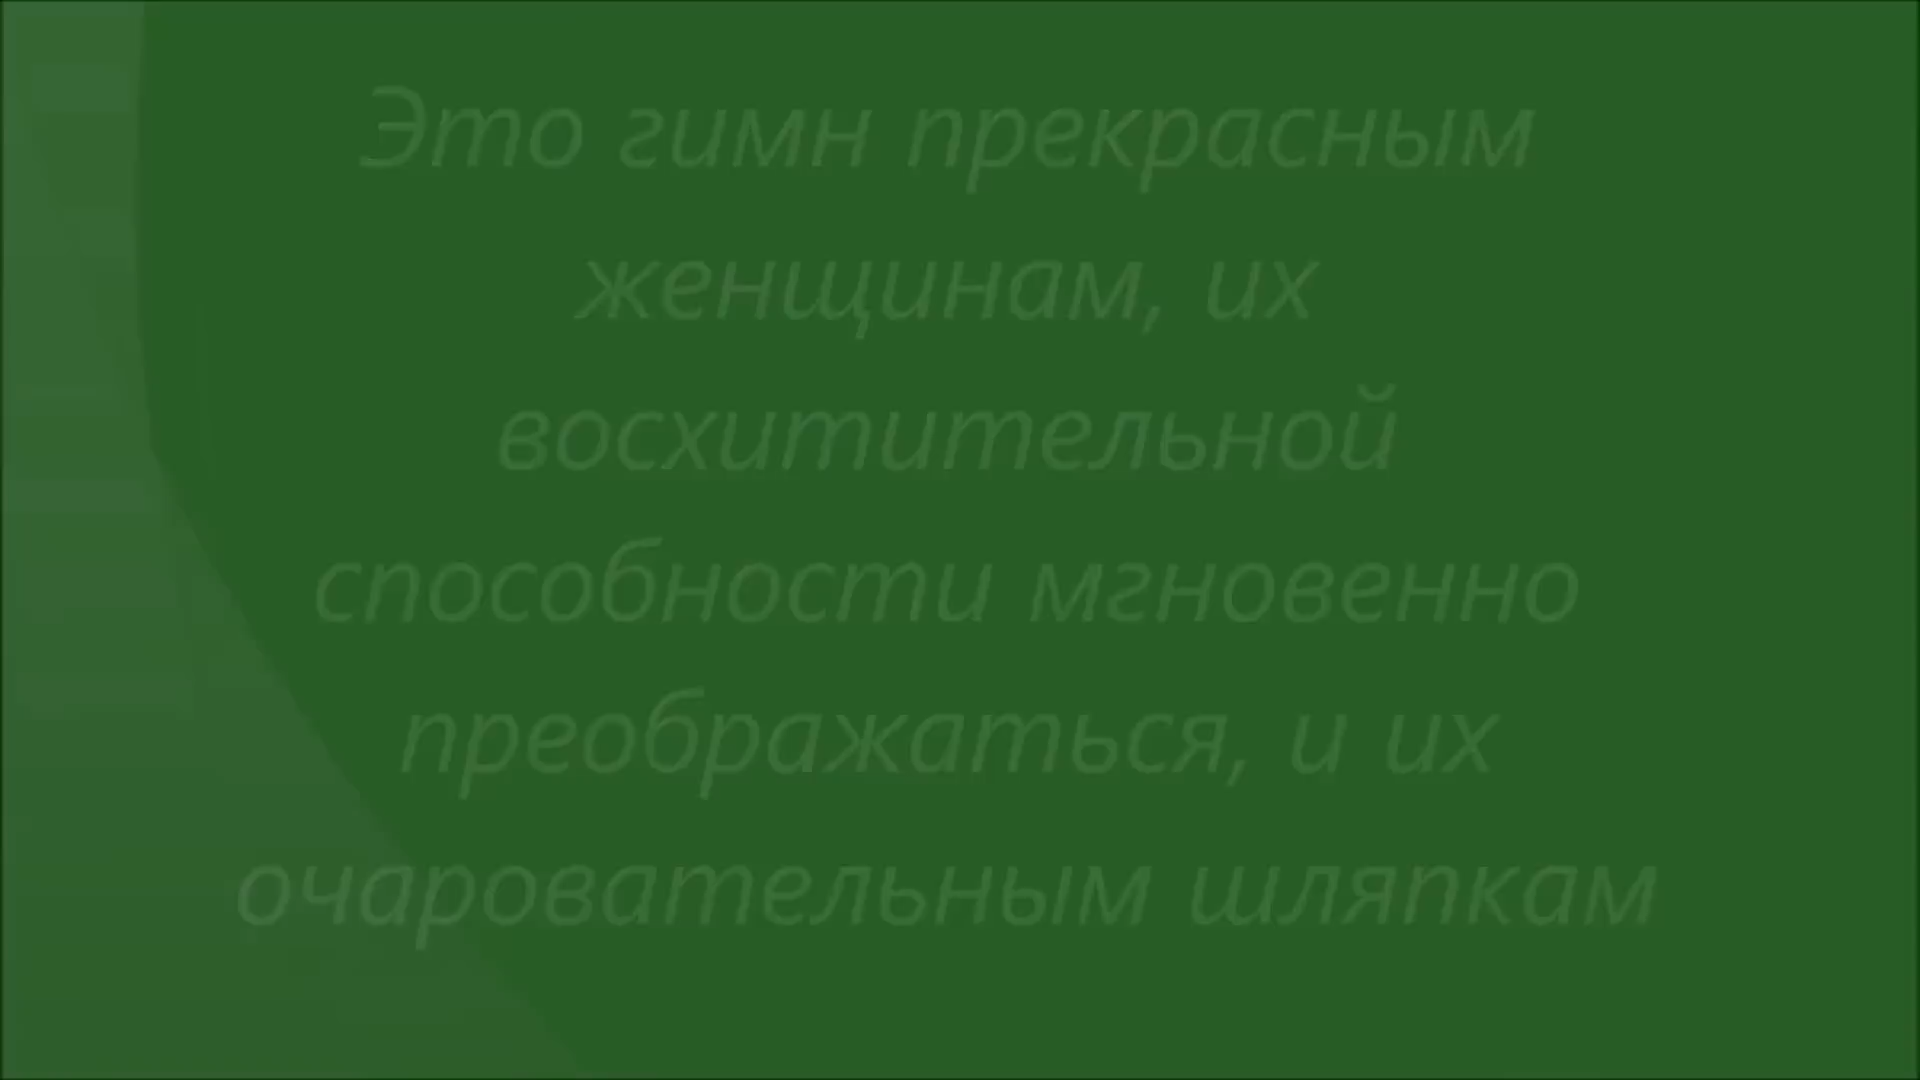 Это гимн прекрасным
женщинам, их
восхитительной
способности мгновенно
преображаться, и их
очаровательным шляпкам